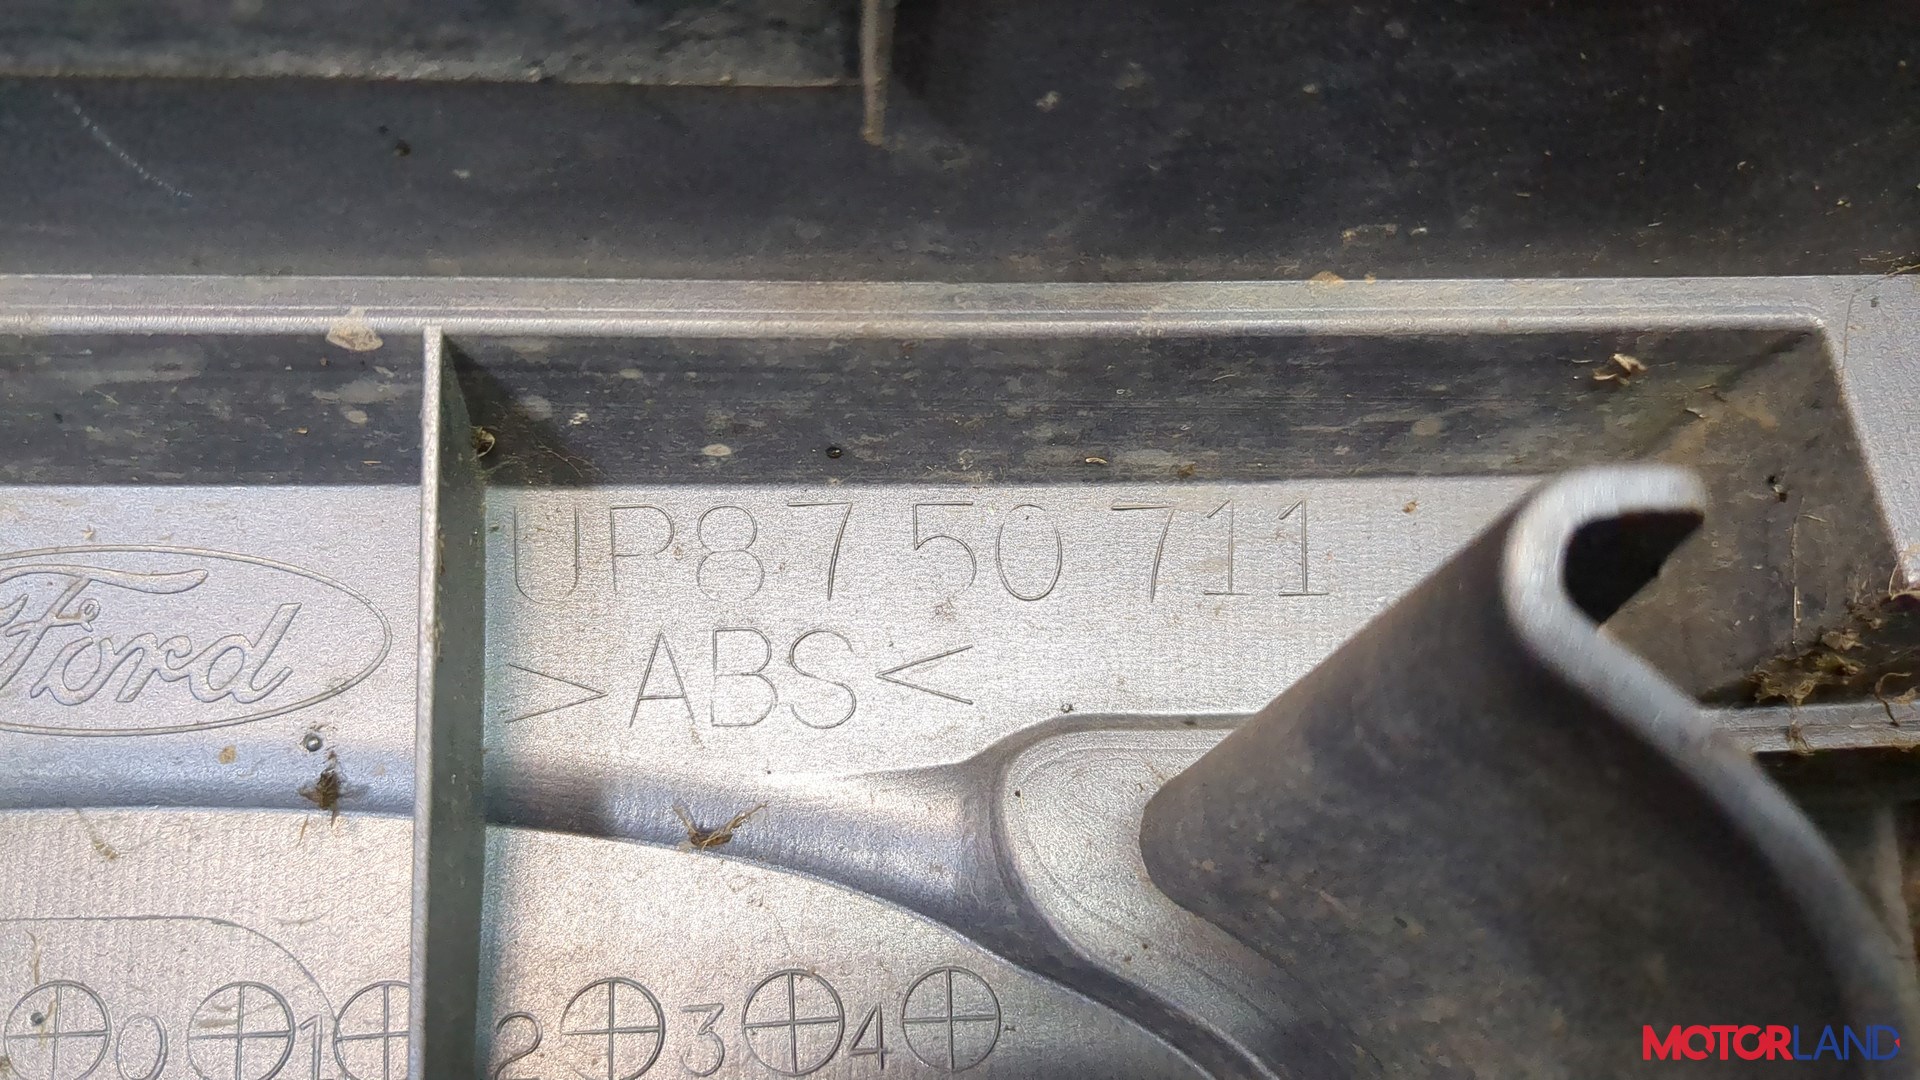 UP87 50 711
Ford
>ABS<
0 1 2 3 4
MOTORLAND